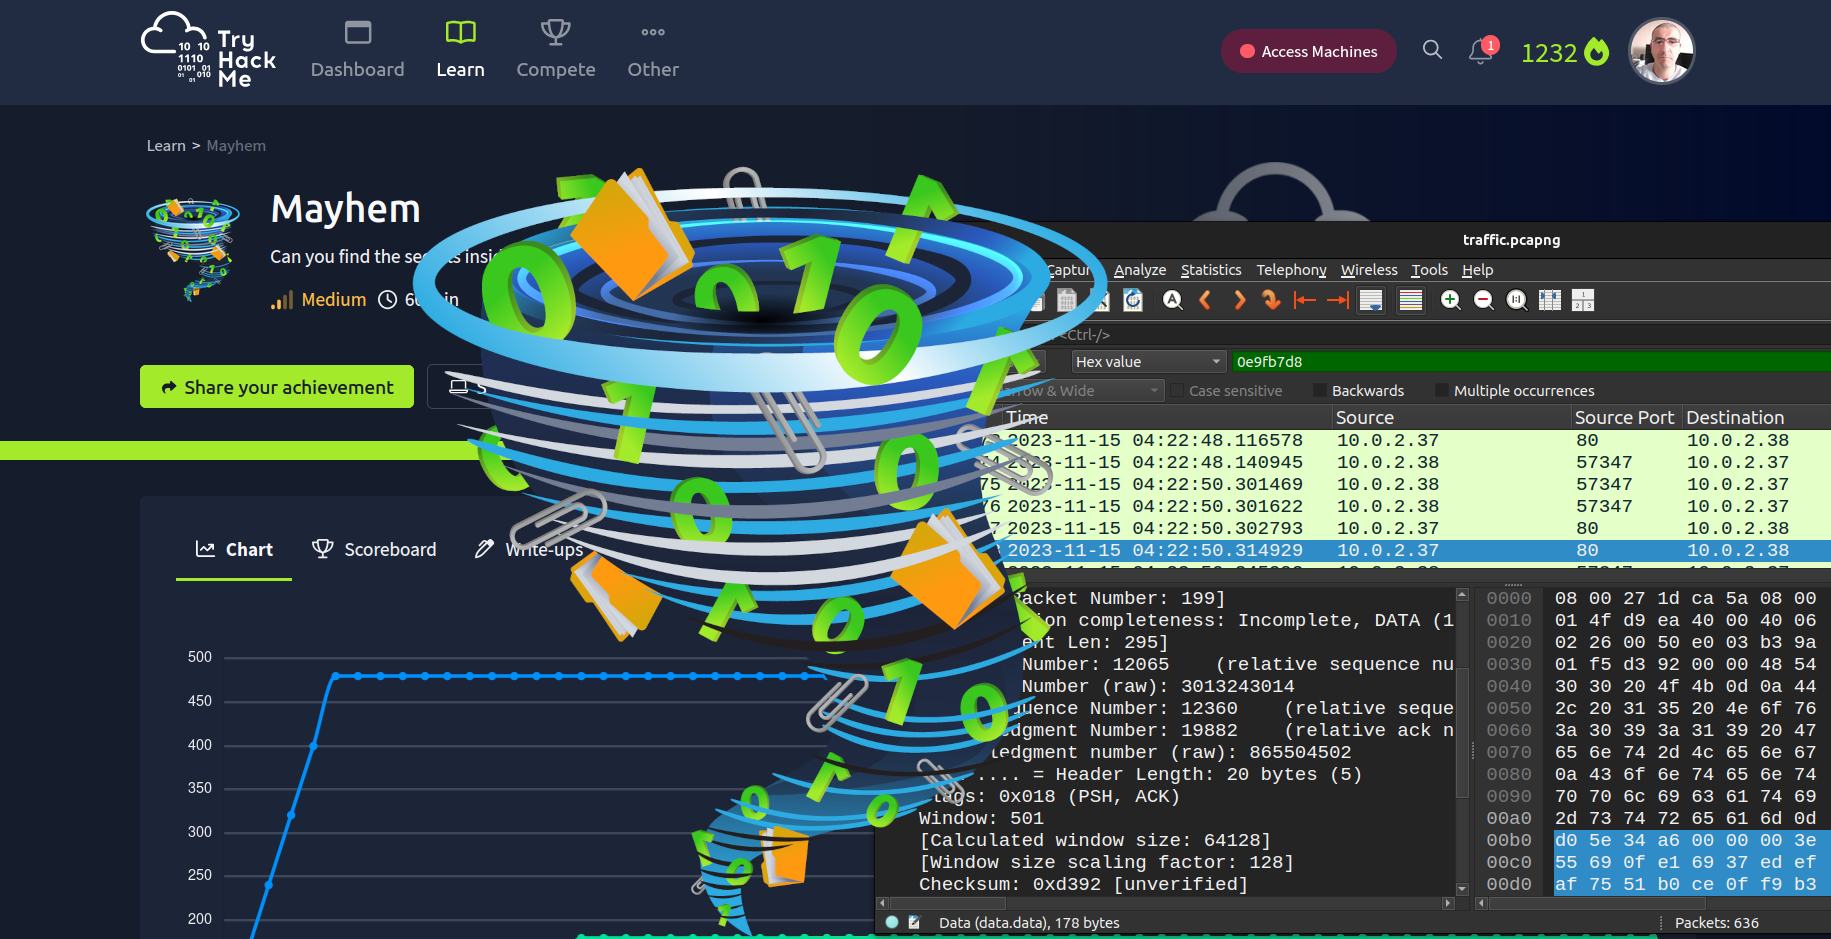 Try
Hack
Me
Dashboard
Learn
Compete
Other
Access Machines
1
1232
Learn > Mayhem
Mayhem
Can you find the
Medium
Share your achievement
Chart
Scoreboard
Write-ups
500
450
400
350
300
250
200
traffic.pcapng
Analyze Statistics Telephony Wireless Tools Help
<Ctrl-/>
Hex value
0e9fb7d8
& Wide
Case sensitive
Backwards
Multiple occurrences
Time Source Source Port Destination
2023-11-15 04:22:48.116578 10.0.2.37 80 10.0.2.38
2023-11-15 04:22:48.140945 10.0.2.38 57347 10.0.2.37
75 2023-11-15 04:22:50.301469 10.0.2.38 57347 10.0.2.37
76 2023-11-15 04:22:50.301622 10.0.2.38 57347 10.0.2.37
2023-11-15 04:22:50.302793 10.0.2.37 80 10.0.2.38
2023-11-15 04:22:50.314929 10.0.2.37 80 10.0.2.38
Packet Number: 199]
completeness: Incomplete, DATA (1
Len: 295]
Number: 12065 (relative sequence nu
Number (raw): 3013243014
Number: 12360 (relative seque
Number: 19882 (relative ack n
number (raw): 865504502
.... = Header Length: 20 bytes (5)
Flags: 0x018 (PSH, ACK)
Window: 501
[Calculated window size: 64128]
[Window size scaling factor: 128]
Checksum: 0xd392 [unverified]
0000 08 00 27 1d ca 5a 08 00
0010 01 4f d9 ea 40 00 40 06
0020 02 26 00 50 e0 03 b3 9a
0030 01 f5 d3 92 00 00 48 54
0040 30 30 20 4f 4b 0d 0a 44
0050 2c 20 31 35 20 4e 6f 76
0060 3a 30 39 3a 31 39 20 47
0070 65 6e 74 2d 4c 65 6e 67
0080 0a 43 6f 6e 74 65 6e 74
0090 70 70 6c 69 63 61 74 69
00a0 2d 73 74 72 65 61 6d 0d
00b0 d0 5e 34 a6 00 00 00 3e
00c0 55 69 0f e1 69 37 ed ef
00d0 af 75 51 b0 ce 0f f9 b3
Data (data.data), 178 bytes
Packets: 636